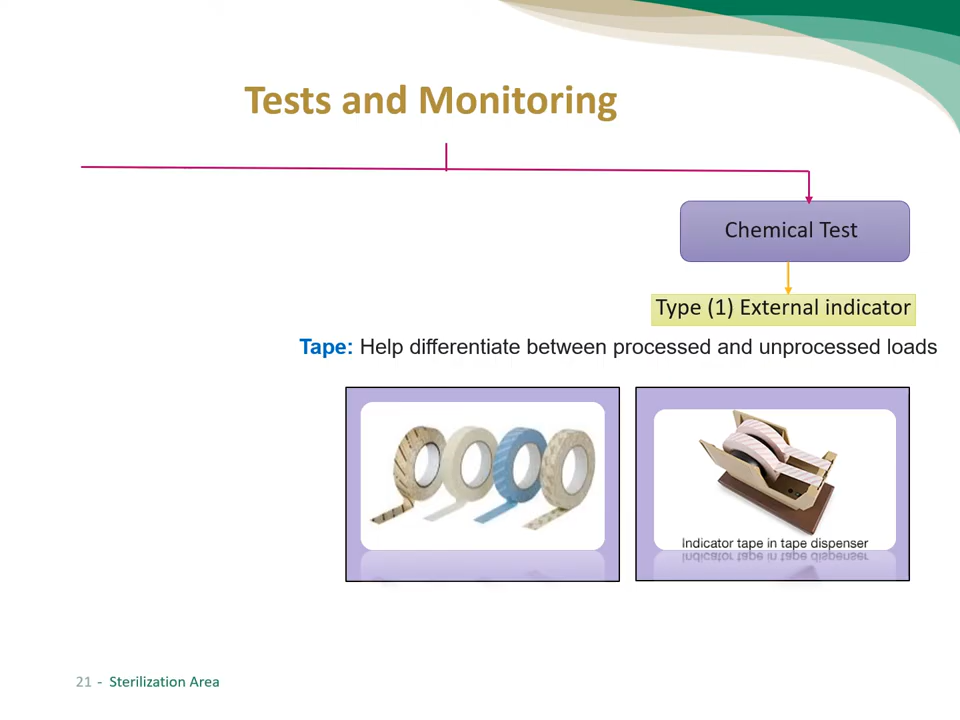 Tests and Monitoring
Chemical Test
Type (1) External indicator
Tape: Help differentiate between processed and unprocessed loads
Indicator tape in tape dispenser
21 - Sterilization Area